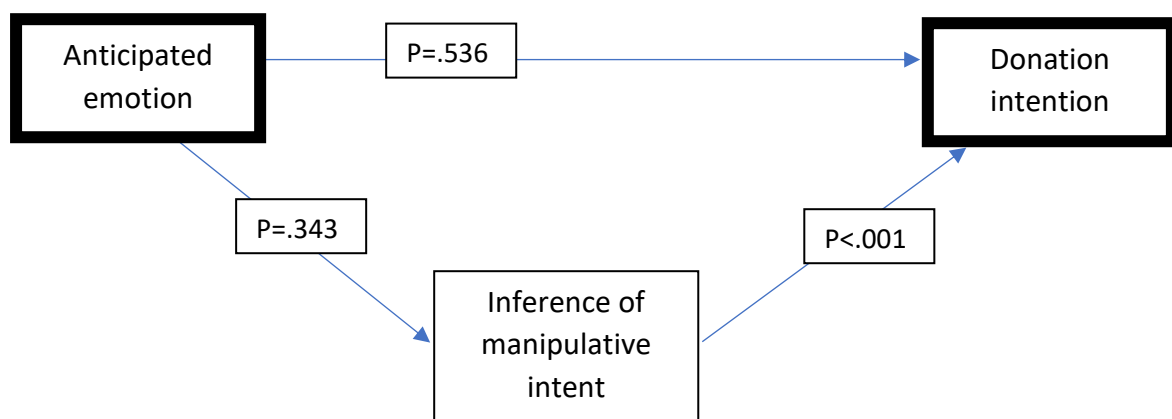 Anticipated
emotion
P=.536
Donation
intention
P=.343
P<.001
Inference of
manipulative
intent